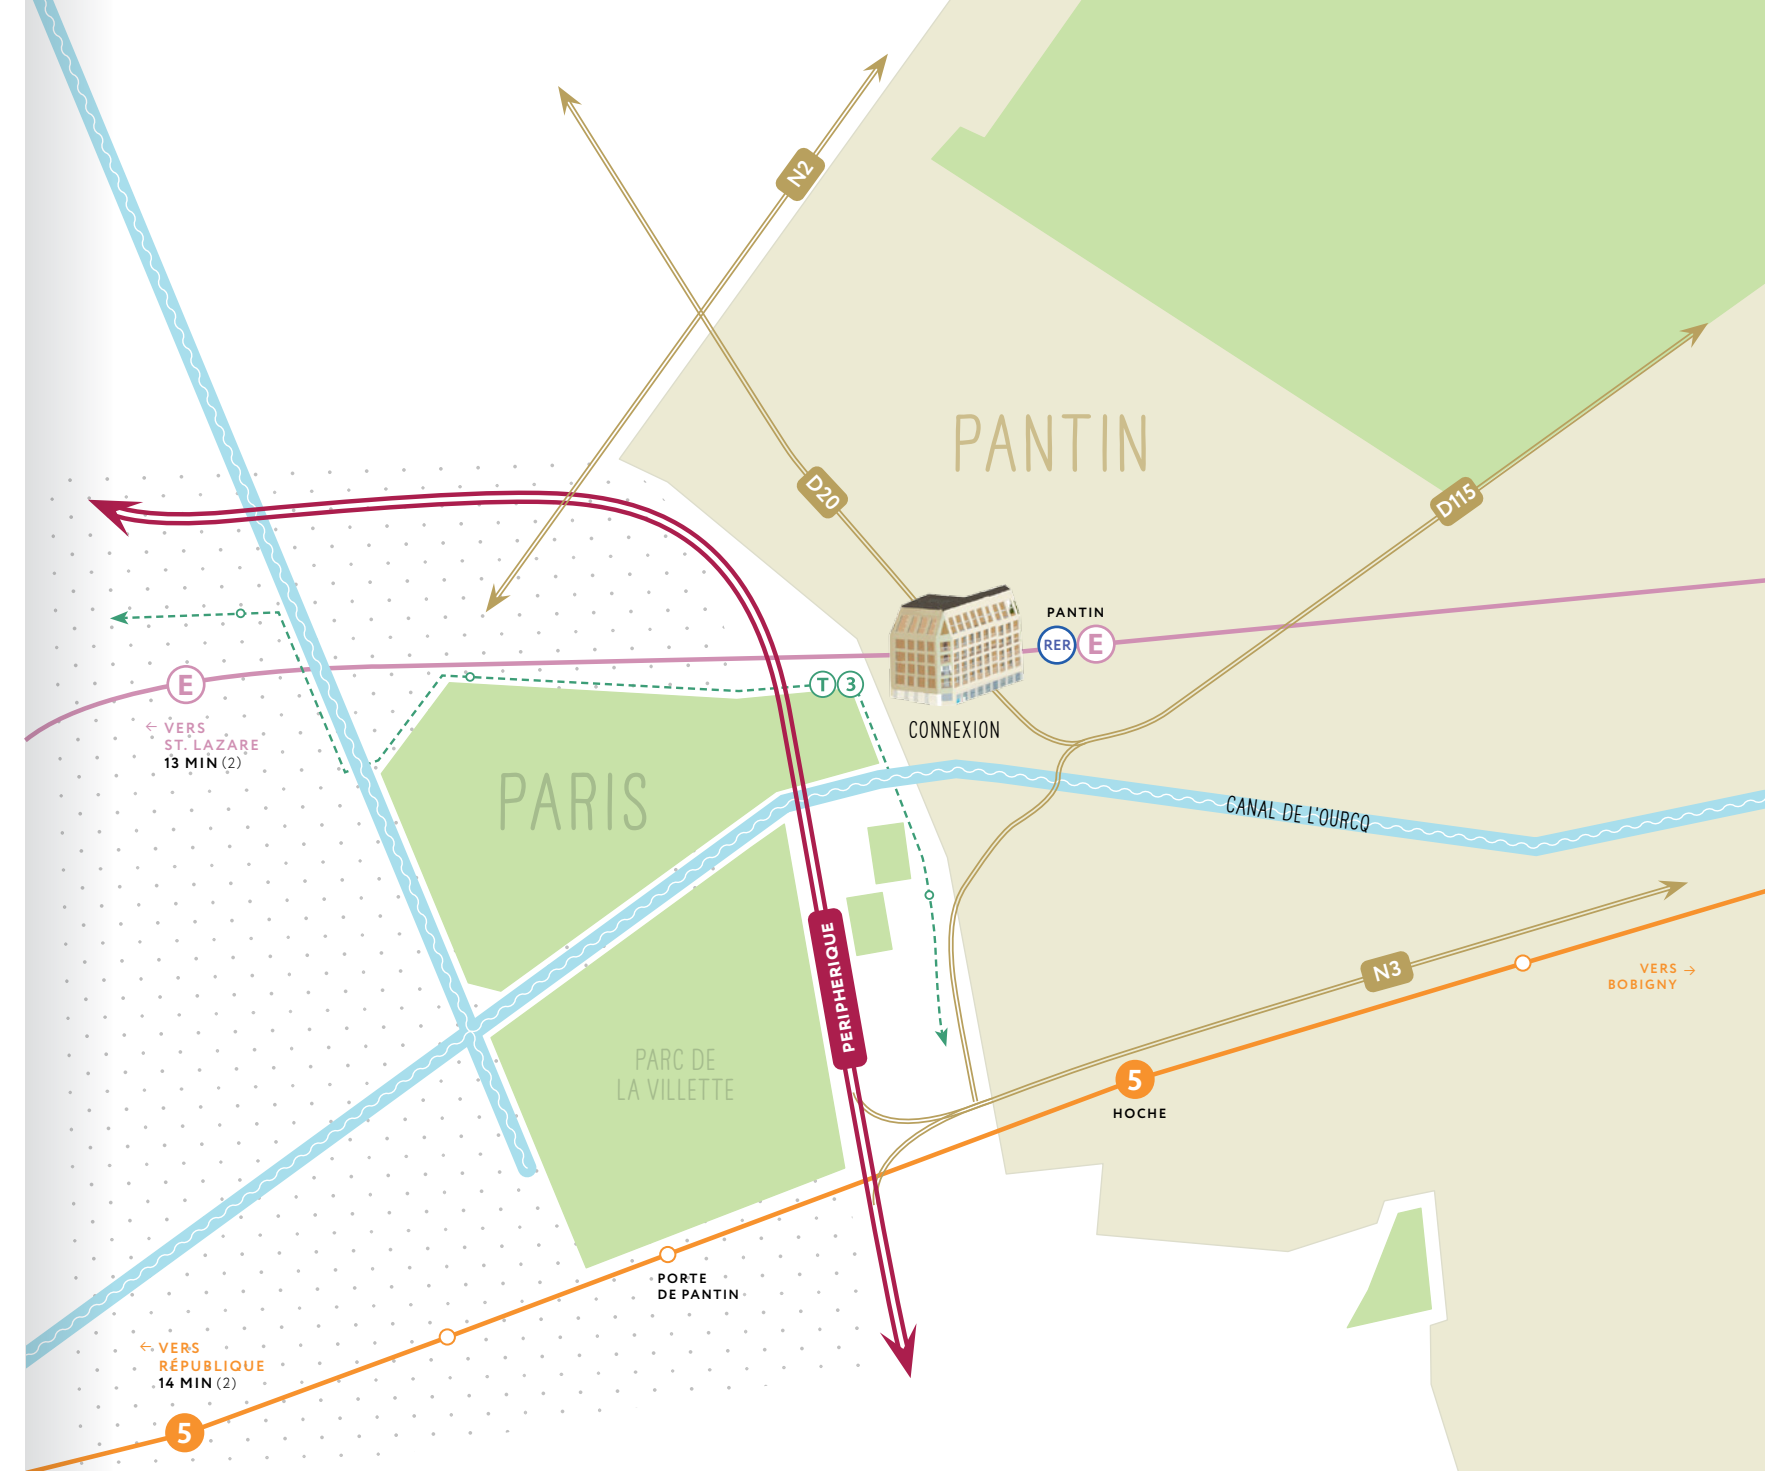 N2
PANTIN
D20
D115
PANTIN
RER E
E
T 3
← VERS
ST. LAZARE
13 MIN (2)
CONNEXION
PARIS
CANAL DE L'OURCQ
PERIPHERIQUE
N3
VERS →
BOBIGNY
PARC DE
LA VILLETTE
5
HOCHE
PORTE
DE PANTIN
← VERS
RÉPUBLIQUE
14 MIN (2)
5